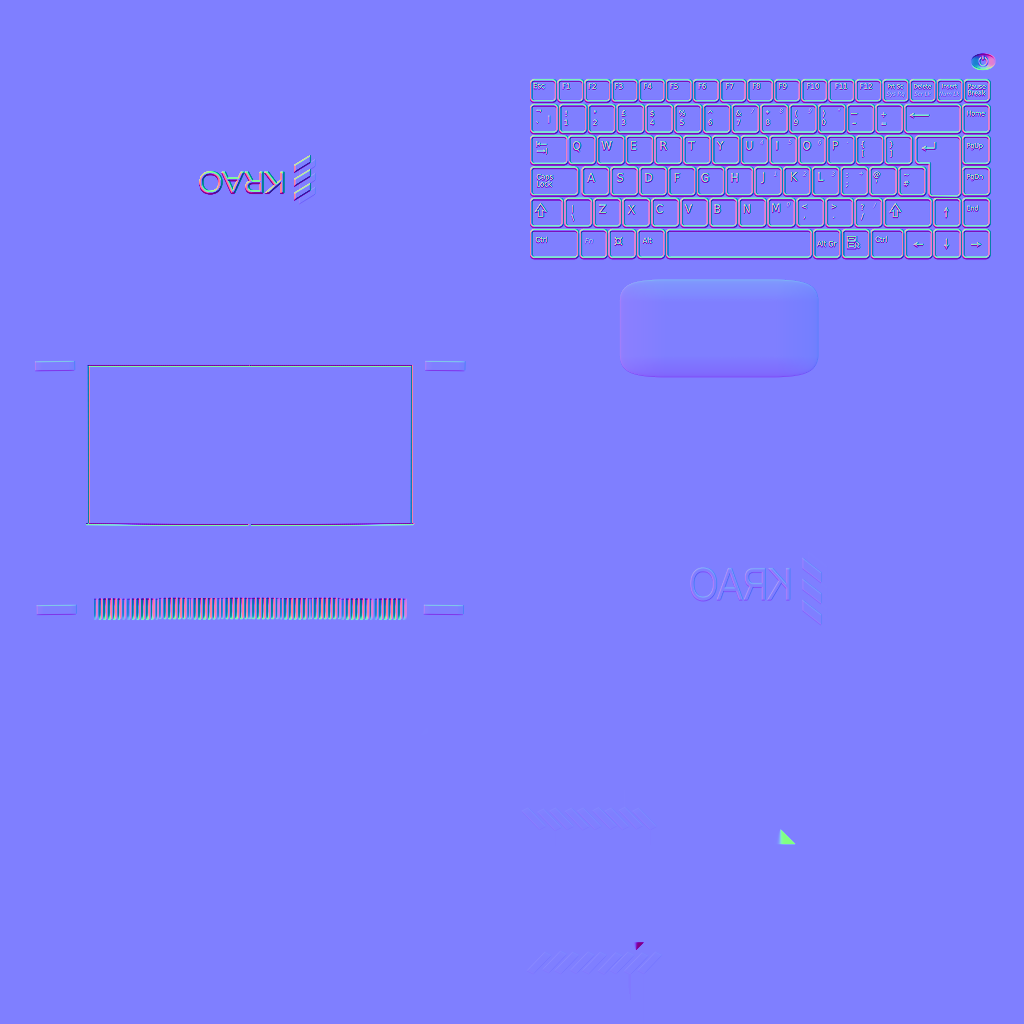 Esc F1 F2 F3 F4 F5 F6 F7 F8 F9 F10 F11 F12 Prt Sc Delete Insert Pause Break
! 1 " 2 £ 3 $ 4 % 5 ^ 6 & 7 * 8 ( 9 ) 0 _ - + = ← Home
Q W E R T Y U I O P { [ } ] PgUp
KRAO
Caps Lock A S D F G H J K L : ; @ ' ~ # PgDn
⇧ | \ Z X C V B N M < , > . ? / ⇧ ↑ End
Ctrl Fn Alt Alt Gr Ctrl ← ↓ →
KRAO